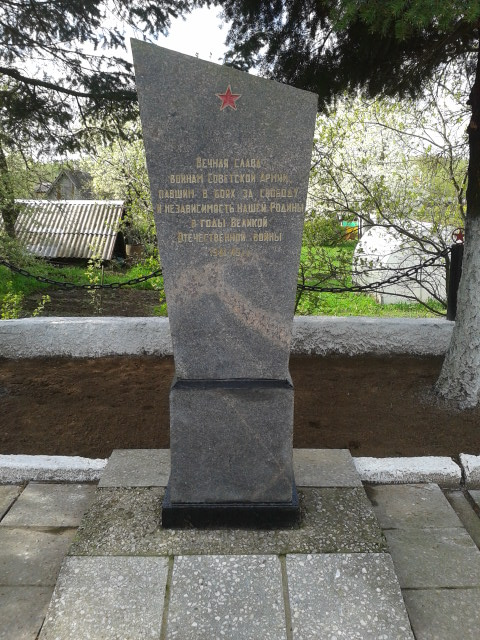 Вечная слава
воинам Советской Армии,
павшим в боях за свободу
и независимость нашей Родины
в годы Великой
Отечественной войны